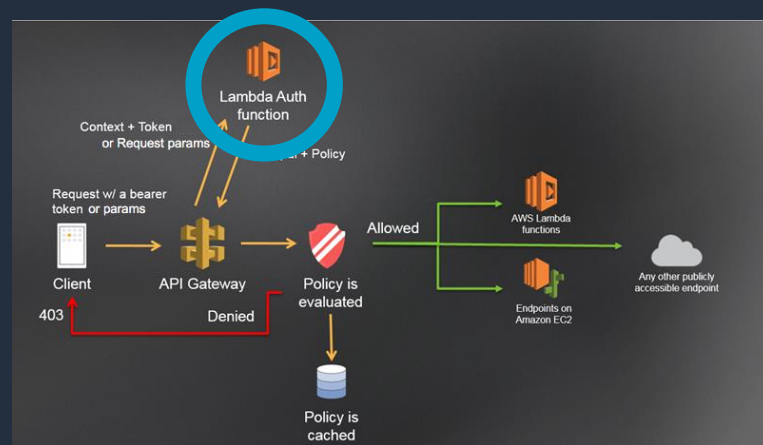 Lambda Auth
function
Context + Token
or Request params
+ Policy
Request w/ a bearer
token or params
Client
API Gateway
Policy is
evaluated
Allowed
AWS Lambda
functions
Endpoints on
Amazon EC2
Any other publicly
accessible endpoint
403
Denied
Policy is
cached